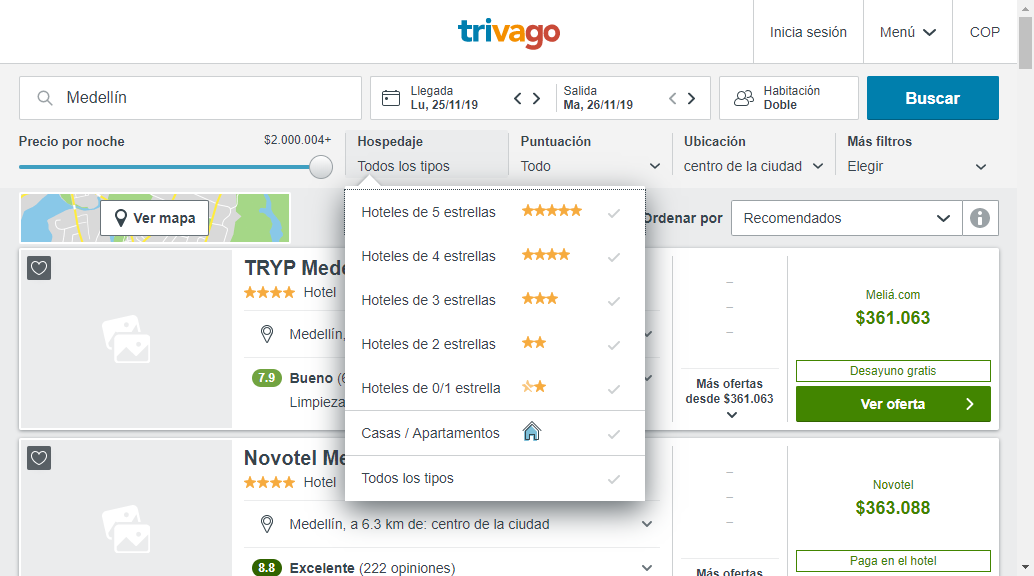 trivago
Inicia sesión
Menú
COP
Medellín
Llegada
Lu, 25/11/19
Salida
Ma, 26/11/19
Habitación
Doble
Buscar
Precio por noche
$2.000.004+
Hospedaje
Todos los tipos
Puntuación
Todo
Ubicación
centro de la ciudad
Más filtros
Elegir
Ver mapa
Ordenar por
Recomendados
Hoteles de 5 estrellas
Hoteles de 4 estrellas
Hoteles de 3 estrellas
Hoteles de 2 estrellas
Hoteles de 0/1 estrella
Casas / Apartamentos
Todos los tipos
TRYP Mede
Hotel
Medellín,
7.9 Bueno (6
Limpieza
Más ofertas
desde $361.063
Meliá.com
$361.063
Desayuno gratis
Ver oferta
Novotel Me
Hotel
Medellín, a 6.3 km de: centro de la ciudad
8.8 Excelente (222 opiniones)
Más ofertas
Novotel
$363.088
Paga en el hotel